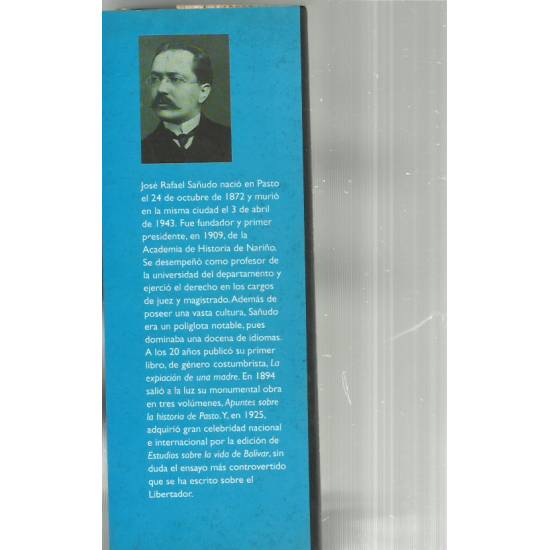 José Rafael Sañudo nació en Pasto
el 24 de octubre de 1872 y murió
en la misma ciudad el 3 de abril
de 1943. Fue fundador y primer
presidente, en 1909, de la
Academia de Historia de Nariño.
Se desempeñó como profesor de
la universidad del departamento y
ejerció el derecho en los cargos
de juez y magistrado. Además de
poseer una vasta cultura, Sañudo
era un poliglota notable, pues
dominaba una docena de idiomas.
A los 20 años publicó su primer
libro, de género costumbrista, La
expiación de una madre. En 1894
salió a la luz su monumental obra
en tres volúmenes, Apuntes sobre
la historia de Pasto. Y, en 1925,
adquirió gran celebridad nacional
e internacional por la edición de
Estudios sobre la vida de Bolívar, sin
duda el ensayo más controvertido
que se ha escrito sobre el
Libertador.